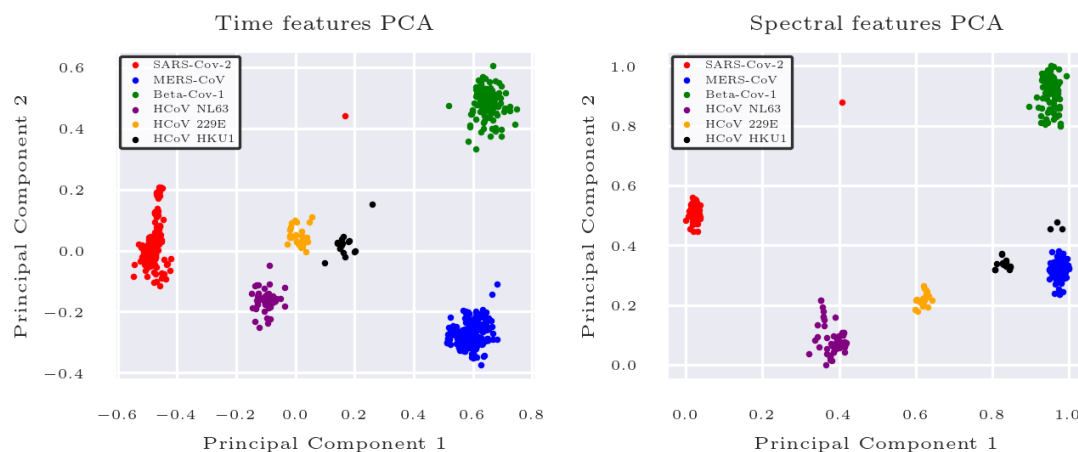 Time features PCA
Principal Component 2
0.6
0.4
0.2
0.0
−0.2
−0.4
SARS-Cov-2
MERS-CoV
Beta-Cov-1
HCoV NL63
HCoV 229E
HCoV HKU1
−0.6 −0.4 −0.2 0.0 0.2 0.4 0.6 0.8
Principal Component 1
Spectral features PCA
Principal Component 2
1.0
0.8
0.6
0.4
0.2
0.0
SARS-Cov-2
MERS-CoV
Beta-Cov-1
HCoV NL63
HCoV 229E
HCoV HKU1
0.0 0.2 0.4 0.6 0.8 1.0
Principal Component 1